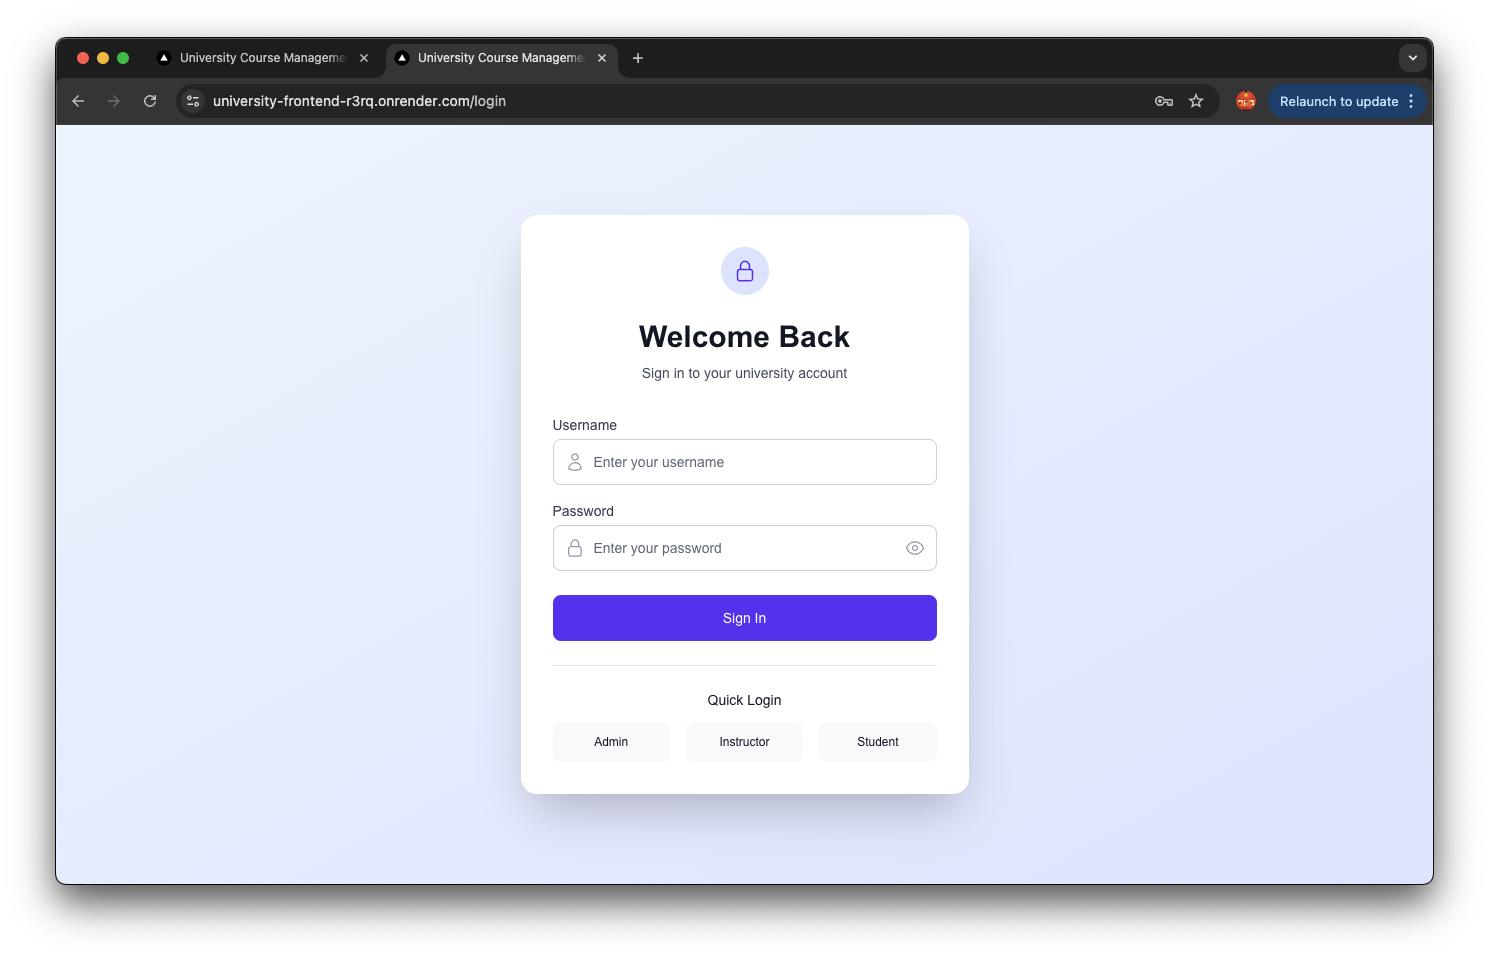 University Course Manageme
University Course Manageme
university-frontend-r3rq.onrender.com/login
Relaunch to update
Welcome Back
Sign in to your university account
Username
Enter your username
Password
Enter your password
Sign In
Quick Login
Admin
Instructor
Student